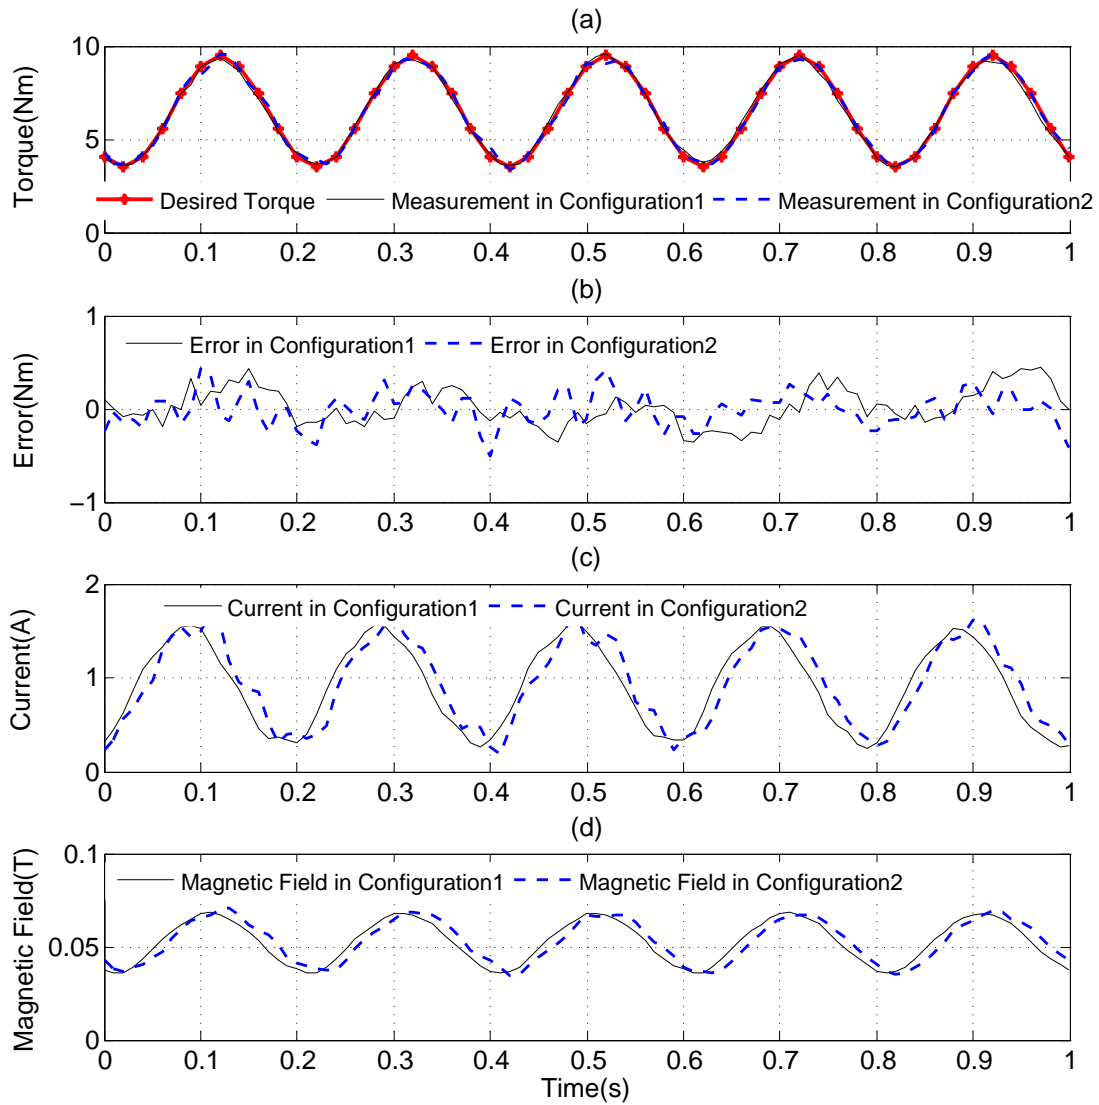 (a)
Torque(Nm)
10
5
0
Desired Torque
Measurement in Configuration1
Measurement in Configuration2
0 0.1 0.2 0.3 0.4 0.5 0.6 0.7 0.8 0.9 1
(b)
Error(Nm)
1
0
−1
Error in Configuration1
Error in Configuration2
0 0.1 0.2 0.3 0.4 0.5 0.6 0.7 0.8 0.9 1
(c)
Current(A)
2
1
0
Current in Configuration1
Current in Configuration2
0 0.1 0.2 0.3 0.4 0.5 0.6 0.7 0.8 0.9 1
(d)
Magnetic Field(T)
0.1
0.05
0
Magnetic Field in Configuration1
Magnetic Field in Configuration2
0 0.1 0.2 0.3 0.4 0.5 0.6 0.7 0.8 0.9 1
Time(s)